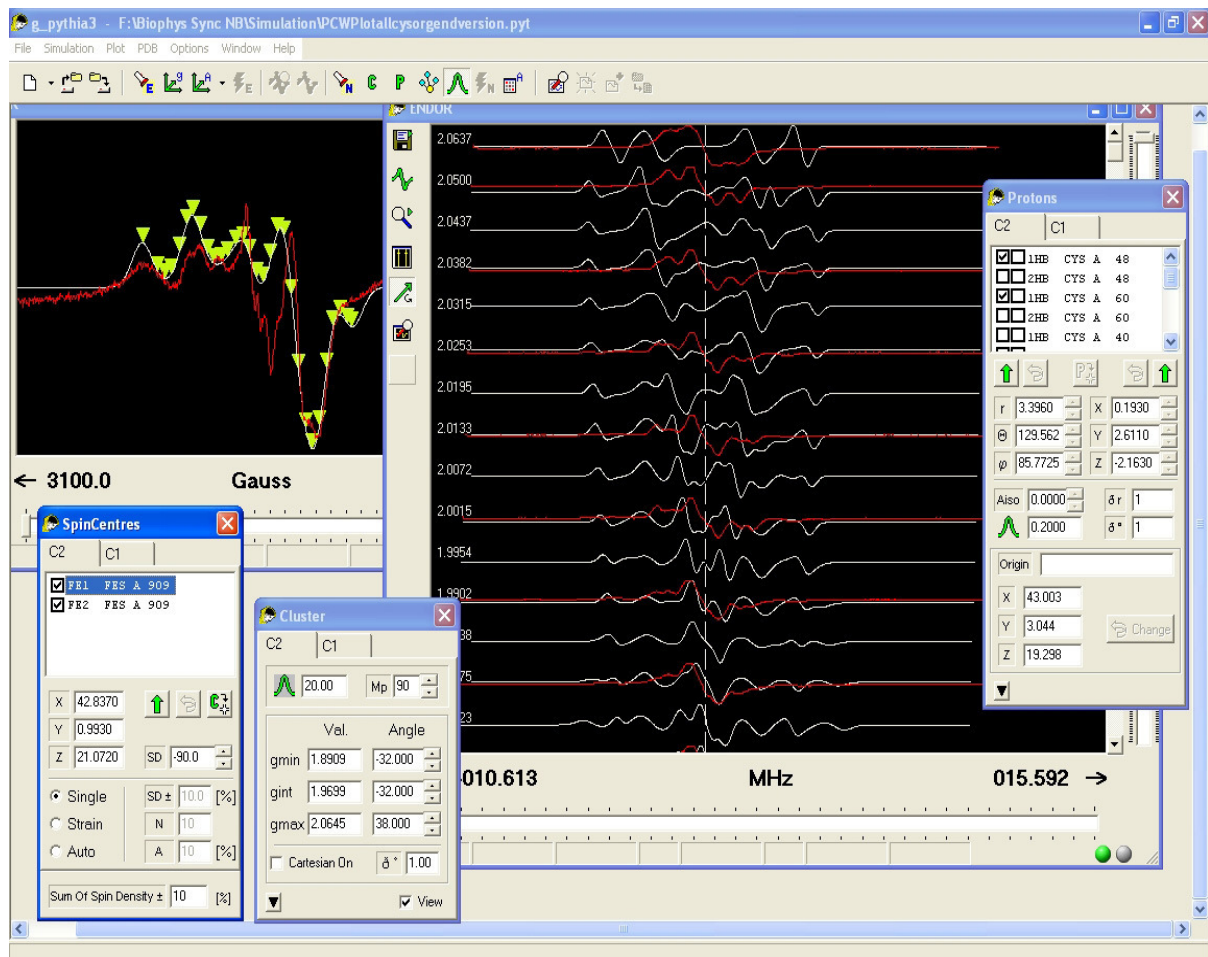 g_pythia3 - F:\Biophys Sync NB\Simulation\PCWPlotallcysorgendversion.pyt
File Simulation Plot PDB Options Window Help
E g A E N C P N A
ENDOR
2.0637
2.0500
2.0437
2.0382
2.0315
2.0253
2.0195
2.0133
2.0072
2.0015
1.9954
1.9902
38
75
23
-010.613 MHz 015.592 →
← 3100.0 Gauss
SpinCentres
C2 C1
FE1 FES A 909
FE2 FES A 909
X 42.8370
Y 0.9930
Z 21.0720 SD -90.0
Single SD ± 10.0 [%]
Strain N 10
Auto A 10 [%]
Sum Of Spin Density ± 10 [%]
Cluster
C2 C1
20.00 Mp 90
Val. Angle
gmin 1.8909 -32.000
gint 1.9699 -32.000
gmax 2.0645 38.000
Cartesian On ð ° 1.00
View
Protons
C2 C1
1HB CYS A 48
2HB CYS A 48
1HB CYS A 60
2HB CYS A 60
1HB CYS A 40
r 3.3960 X 0.1930
Θ 129.562 Y 2.6110
φ 85.7725 Z -2.1630
Aiso 0.0000 ð r 1
0.2000 ð ° 1
Origin
X 43.003
Y 3.044 Change
Z 19.298